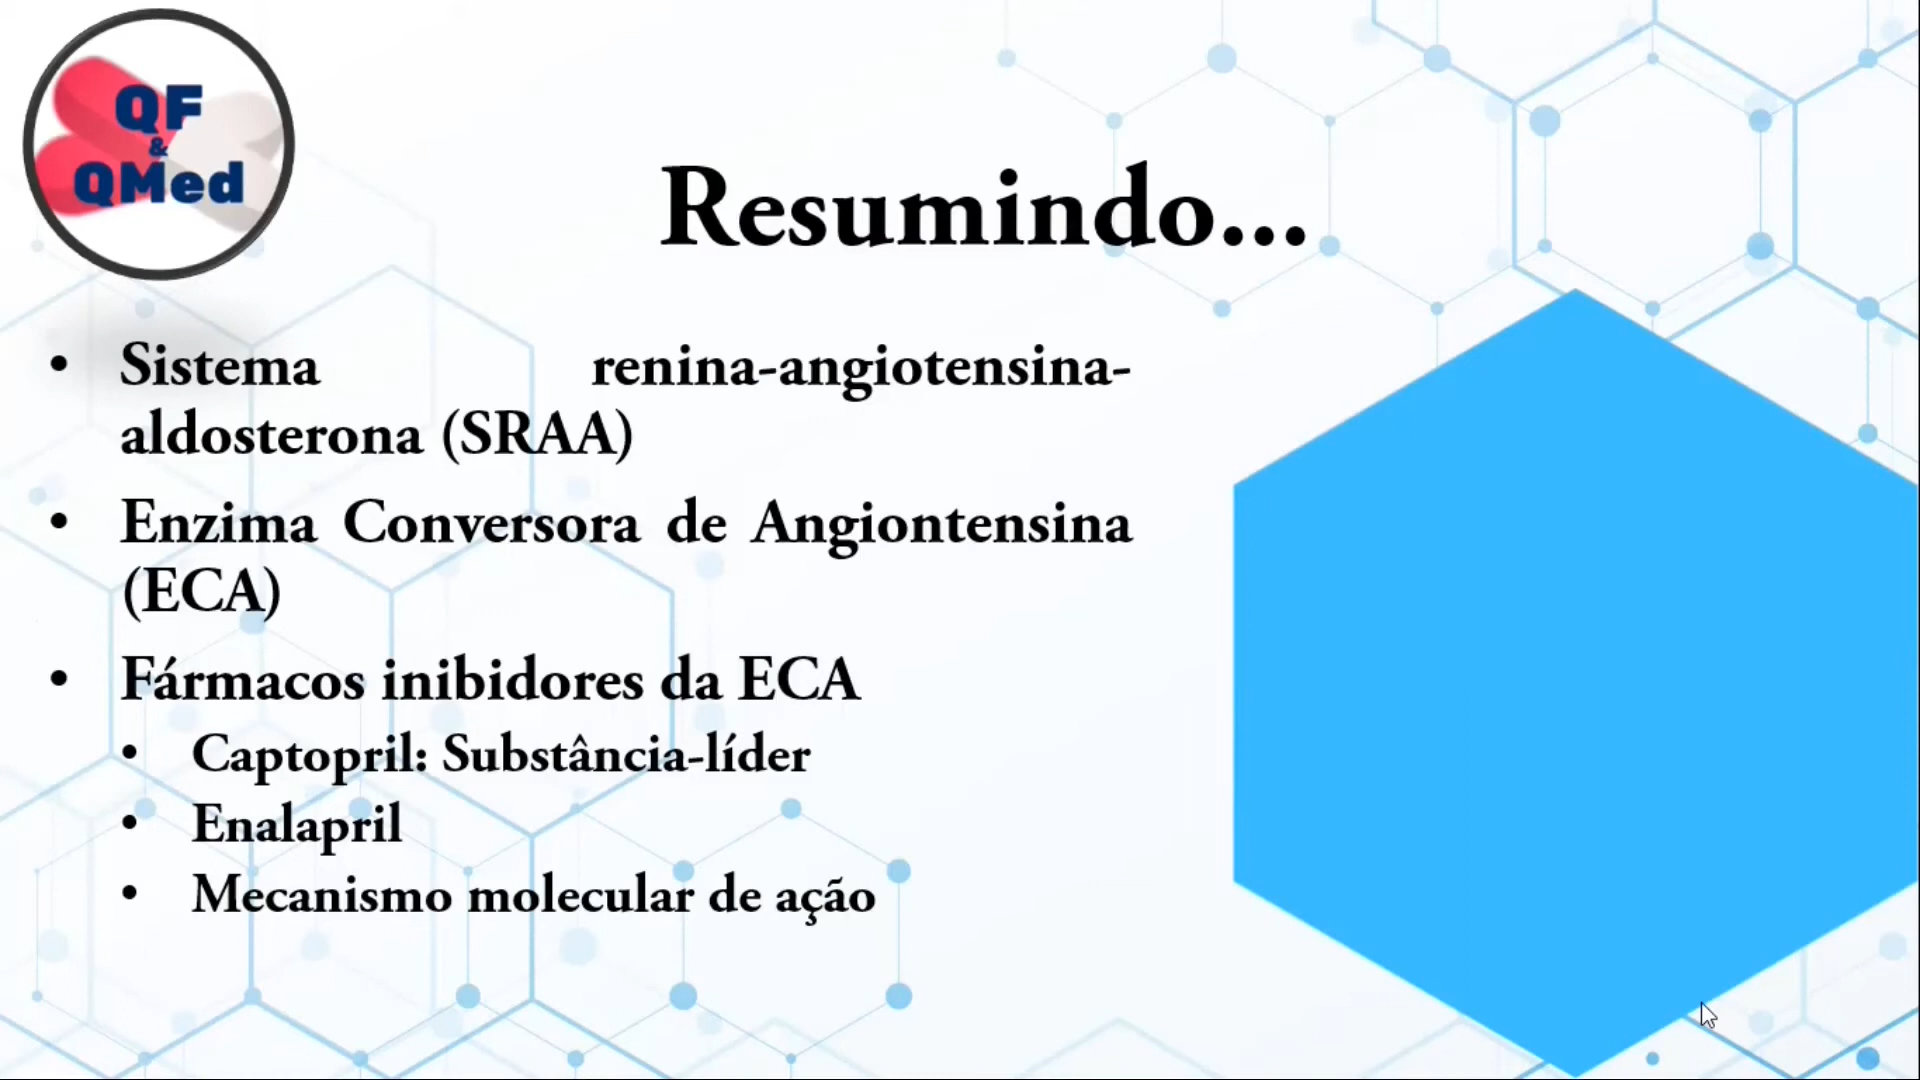 QF
&
QMed
Resumindo...
• Sistema renina-angiotensina-
aldosterona (SRAA)
• Enzima Conversora de Angiontensina
(ECA)
• Fármacos inibidores da ECA
• Captopril: Substância-líder
• Enalapril
• Mecanismo molecular de ação